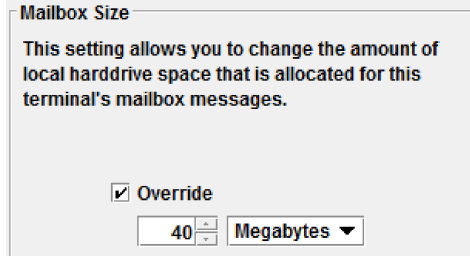 Mailbox Size
This setting allows you to change the amount of
local harddrive space that is allocated for this
terminal's mailbox messages.
Override
40 Megabytes